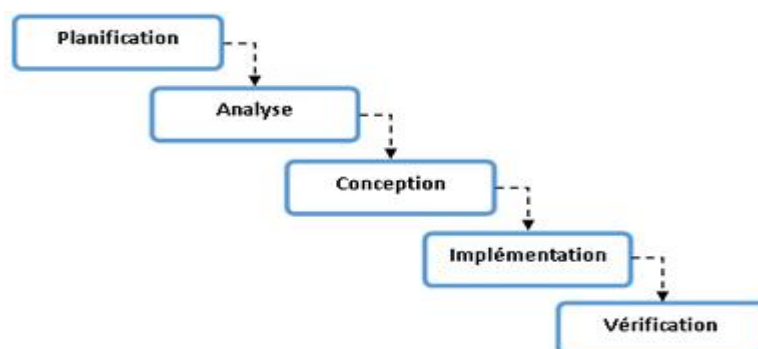 Planification
Analyse
Conception
Implémentation
Vérification